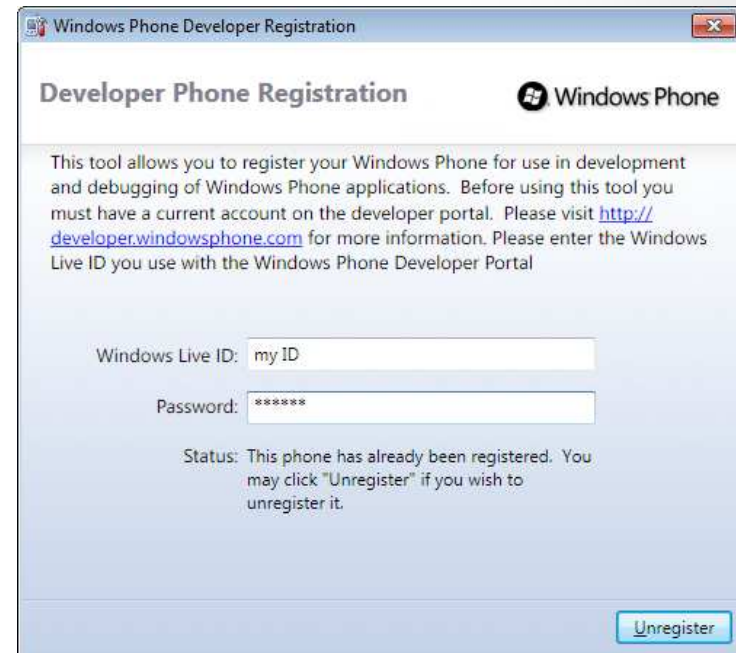 Windows Phone Developer Registration
Developer Phone Registration
Windows Phone
This tool allows you to register your Windows Phone for use in development
and debugging of Windows Phone applications.  Before using this tool you
must have a current account on the developer portal.  Please visit http://
developer.windowsphone.com for more information. Please enter the Windows
Live ID you use with the Windows Phone Developer Portal
Windows Live ID: my ID
Password: ******
Status: This phone has already been registered.  You
may click "Unregister" if you wish to
unregister it.
Unregister